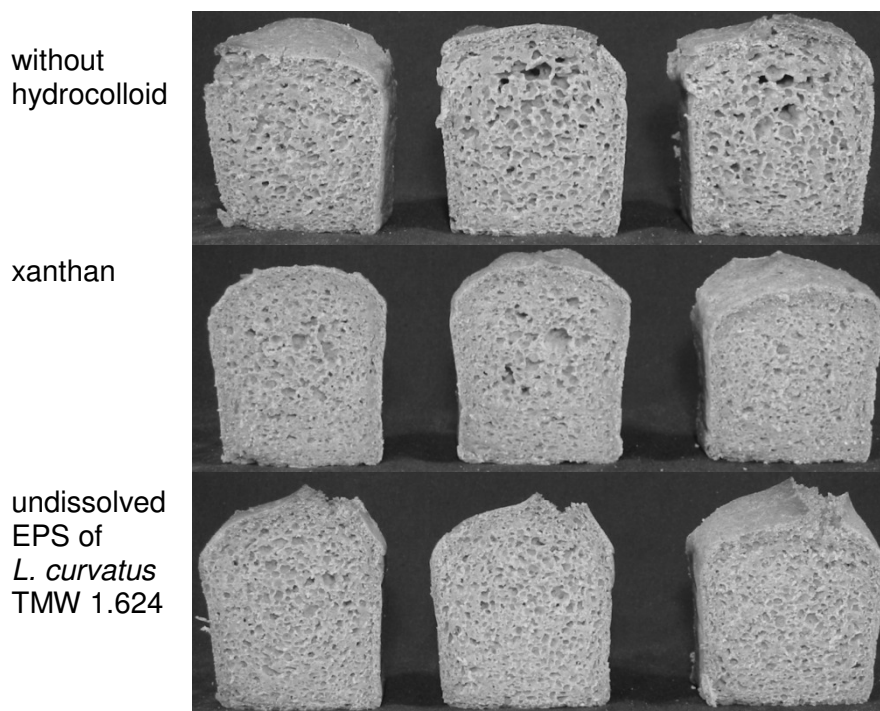 without
hydrocolloid
xanthan
undissolved
EPS of
L. curvatus
TMW 1.624